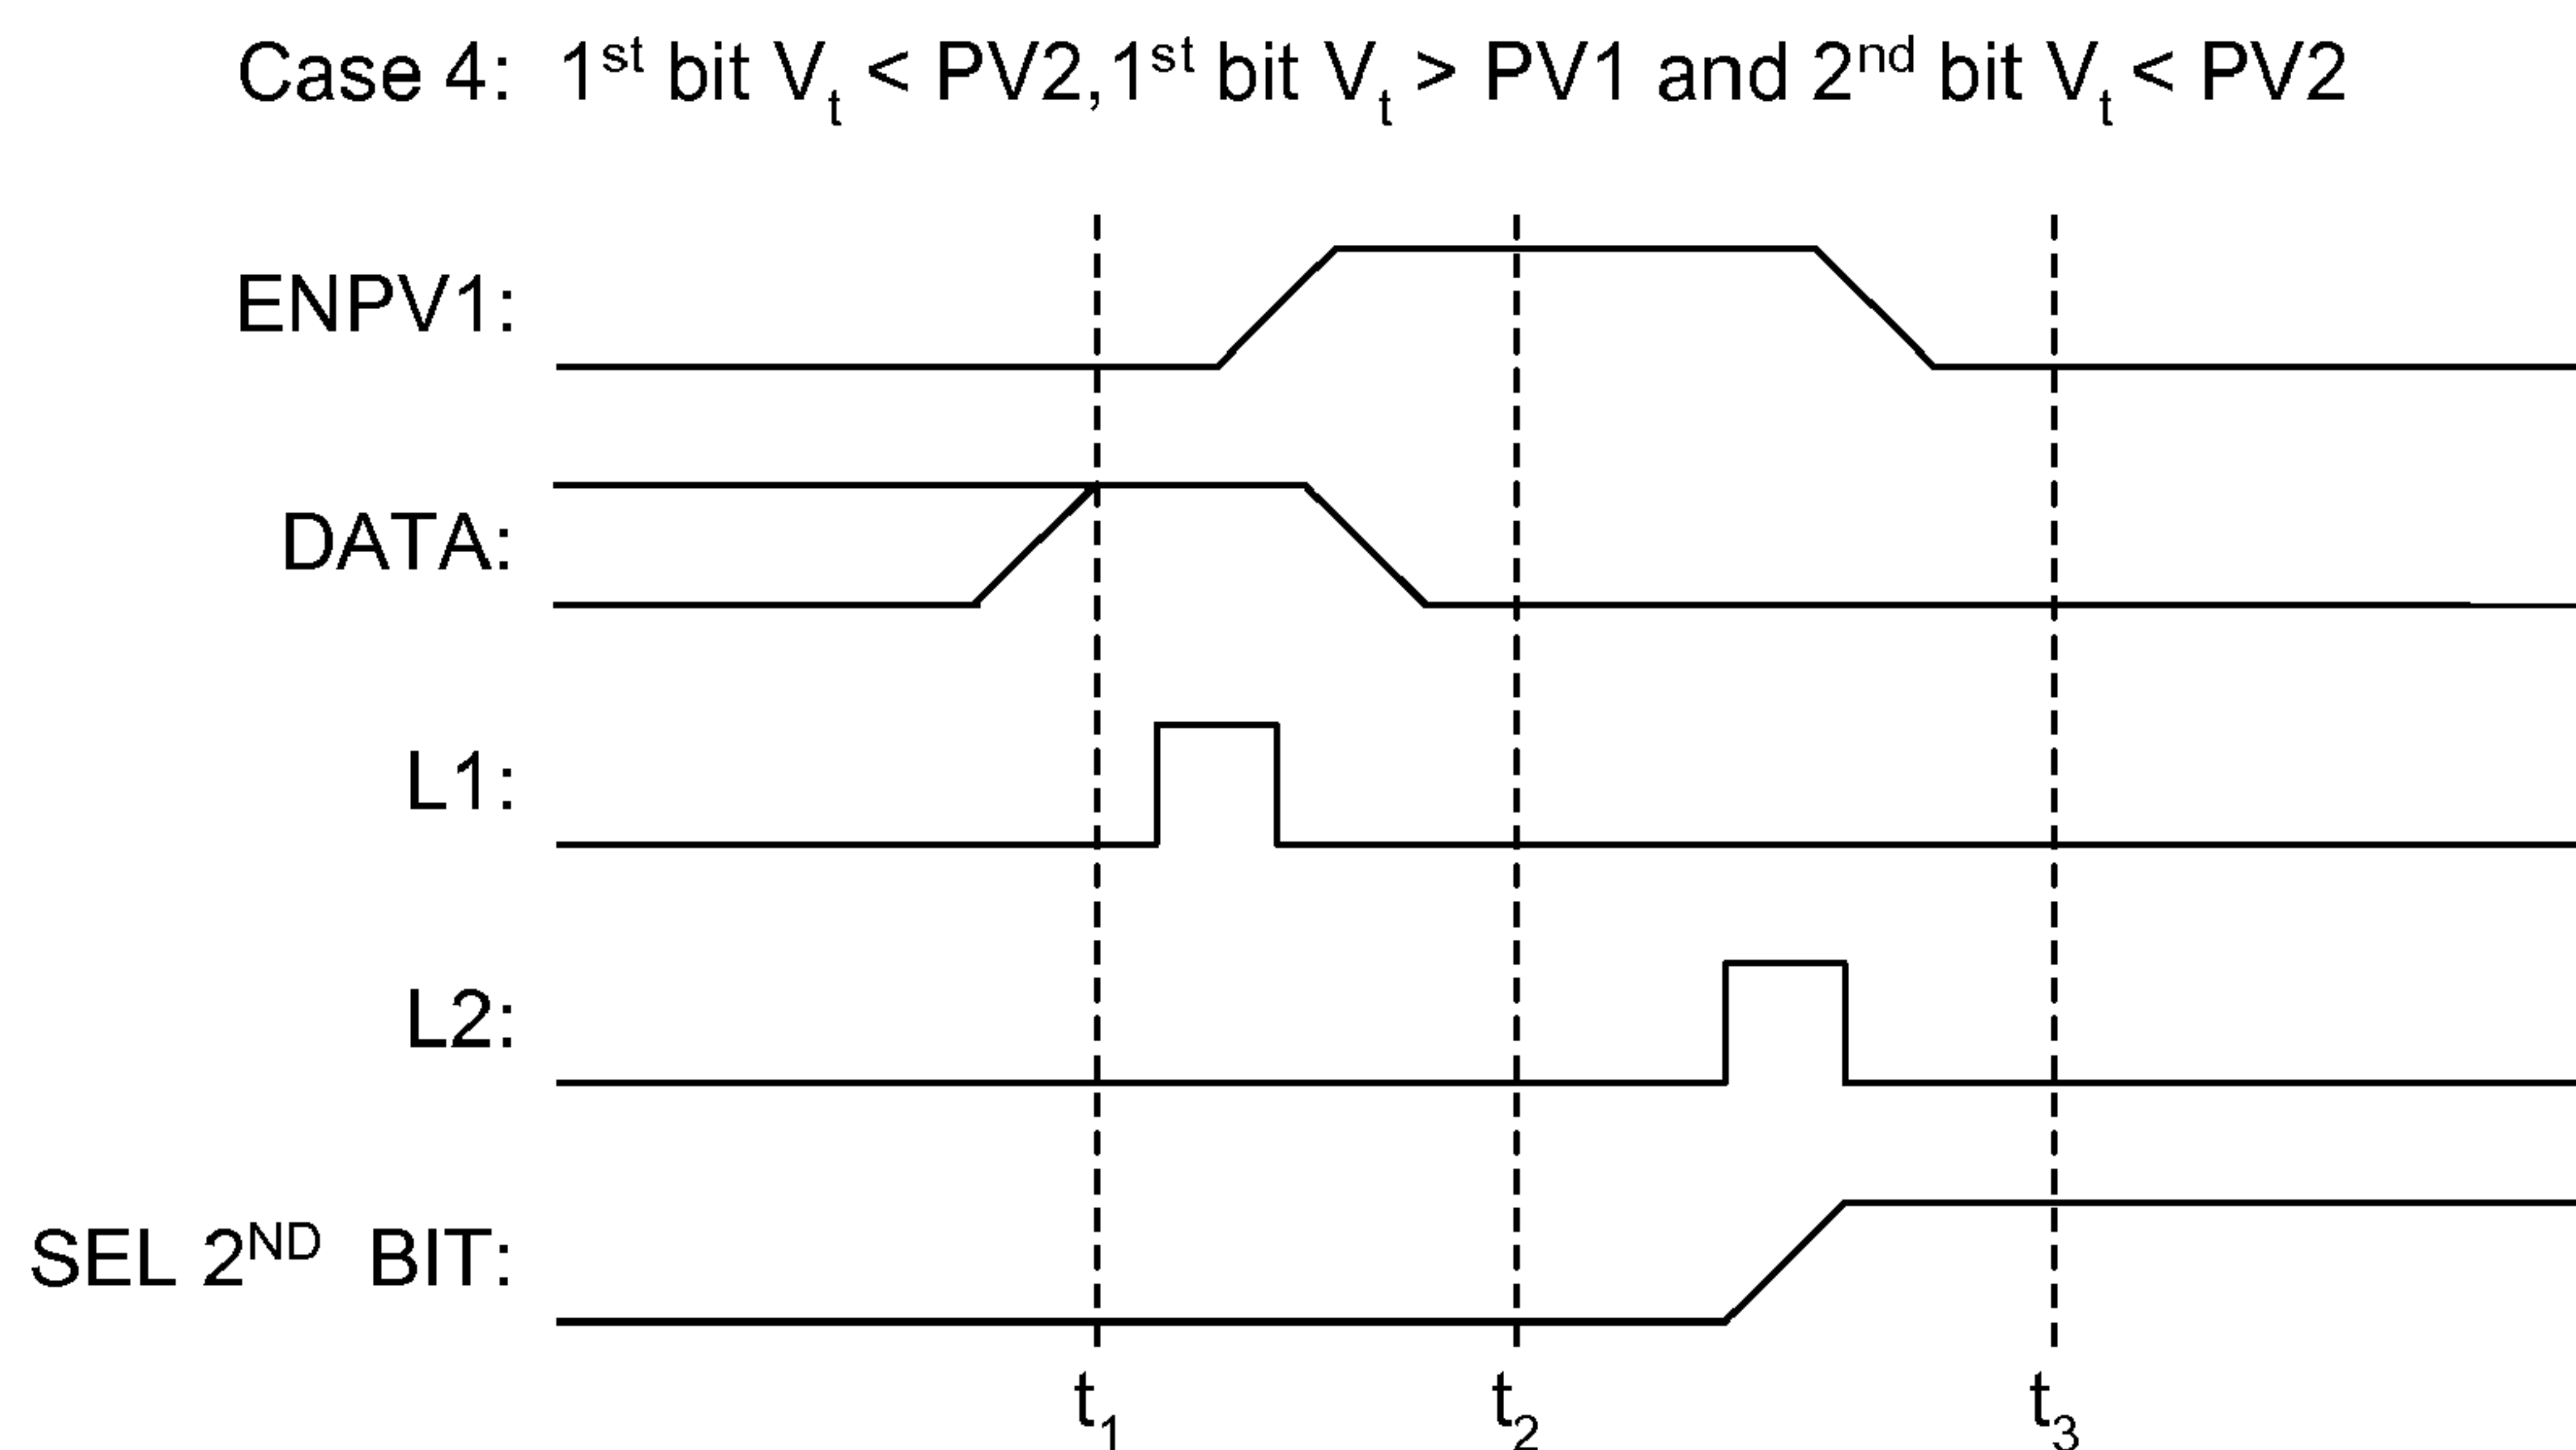 Case 4: 1st bit Vt < PV2,1st bit Vt > PV1 and 2nd bit Vt < PV2
ENPV1:
DATA:
L1:
L2:
SEL 2ND BIT:
t1 t2 t3